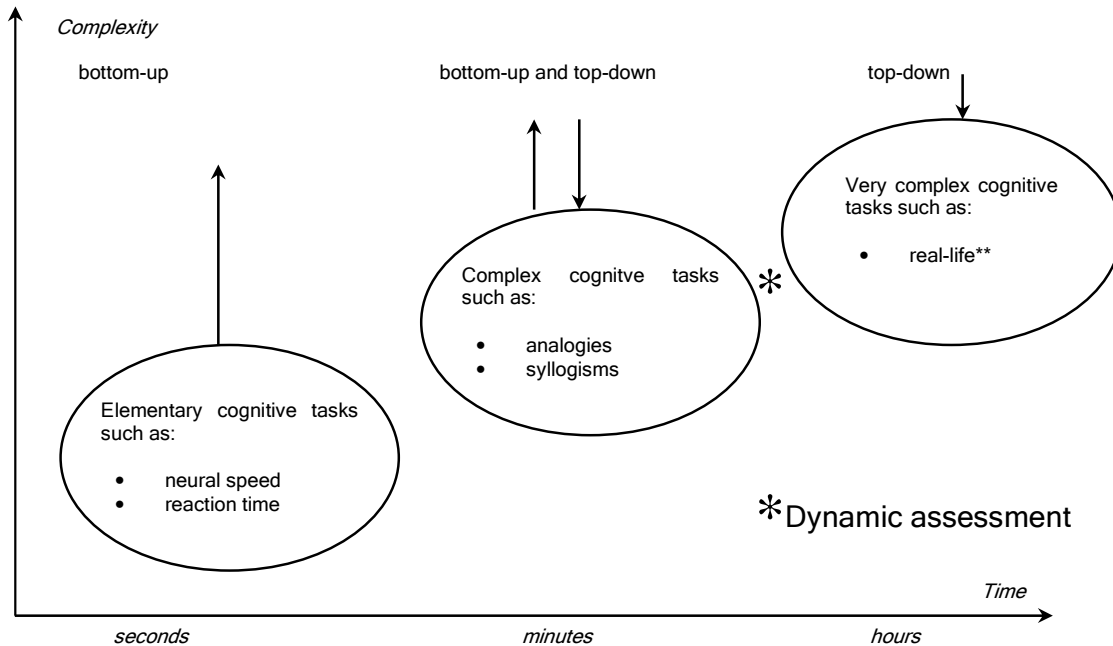 Complexity
bottom-up
bottom-up and top-down
top-down
Very complex cognitive
tasks such as:
• real-life**
Complex cognitve tasks
such as:
• analogies
• syllogisms
*
Elementary cognitive tasks
such as:
• neural speed
• reaction time
*Dynamic assessment
Time
seconds
minutes
hours